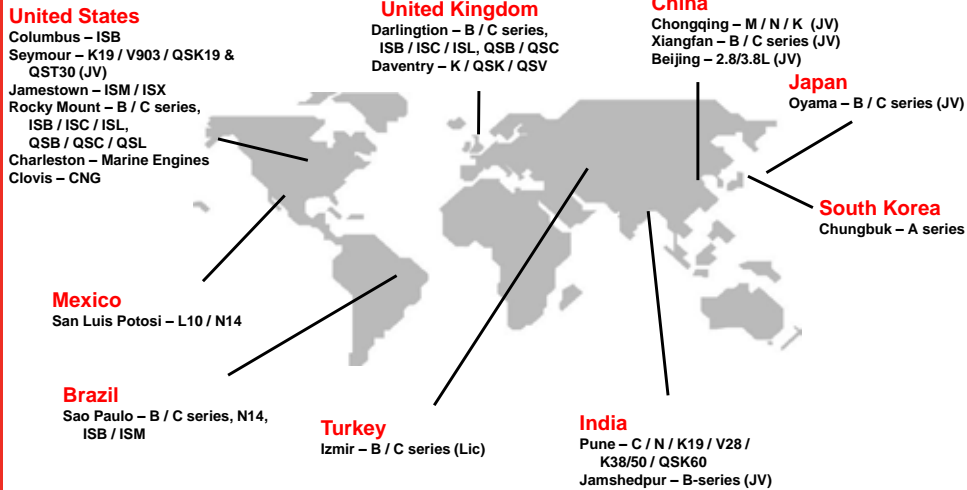 United States
Columbus – ISB
Seymour – K19 / V903 / QSK19 &
QST30 (JV)
Jamestown – ISM / ISX
Rocky Mount – B / C series,
ISB / ISC / ISL,
QSB / QSC / QSL
Charleston – Marine Engines
Clovis – CNG
United Kingdom
Darlington – B / C series,
ISB / ISC / ISL, QSB / QSC
Daventry – K / QSK / QSV
China
Chongqing – M / N / K (JV)
Xiangfan – B / C series (JV)
Beijing – 2.8/3.8L (JV)
Japan
Oyama – B / C series (JV)
South Korea
Chungbuk – A series
Mexico
San Luis Potosi – L10 / N14
Brazil
Sao Paulo – B / C series, N14,
ISB / ISM
Turkey
Izmir – B / C series (Lic)
India
Pune – C / N / K19 / V28 /
K38/50 / QSK60
Jamshedpur – B-series (JV)